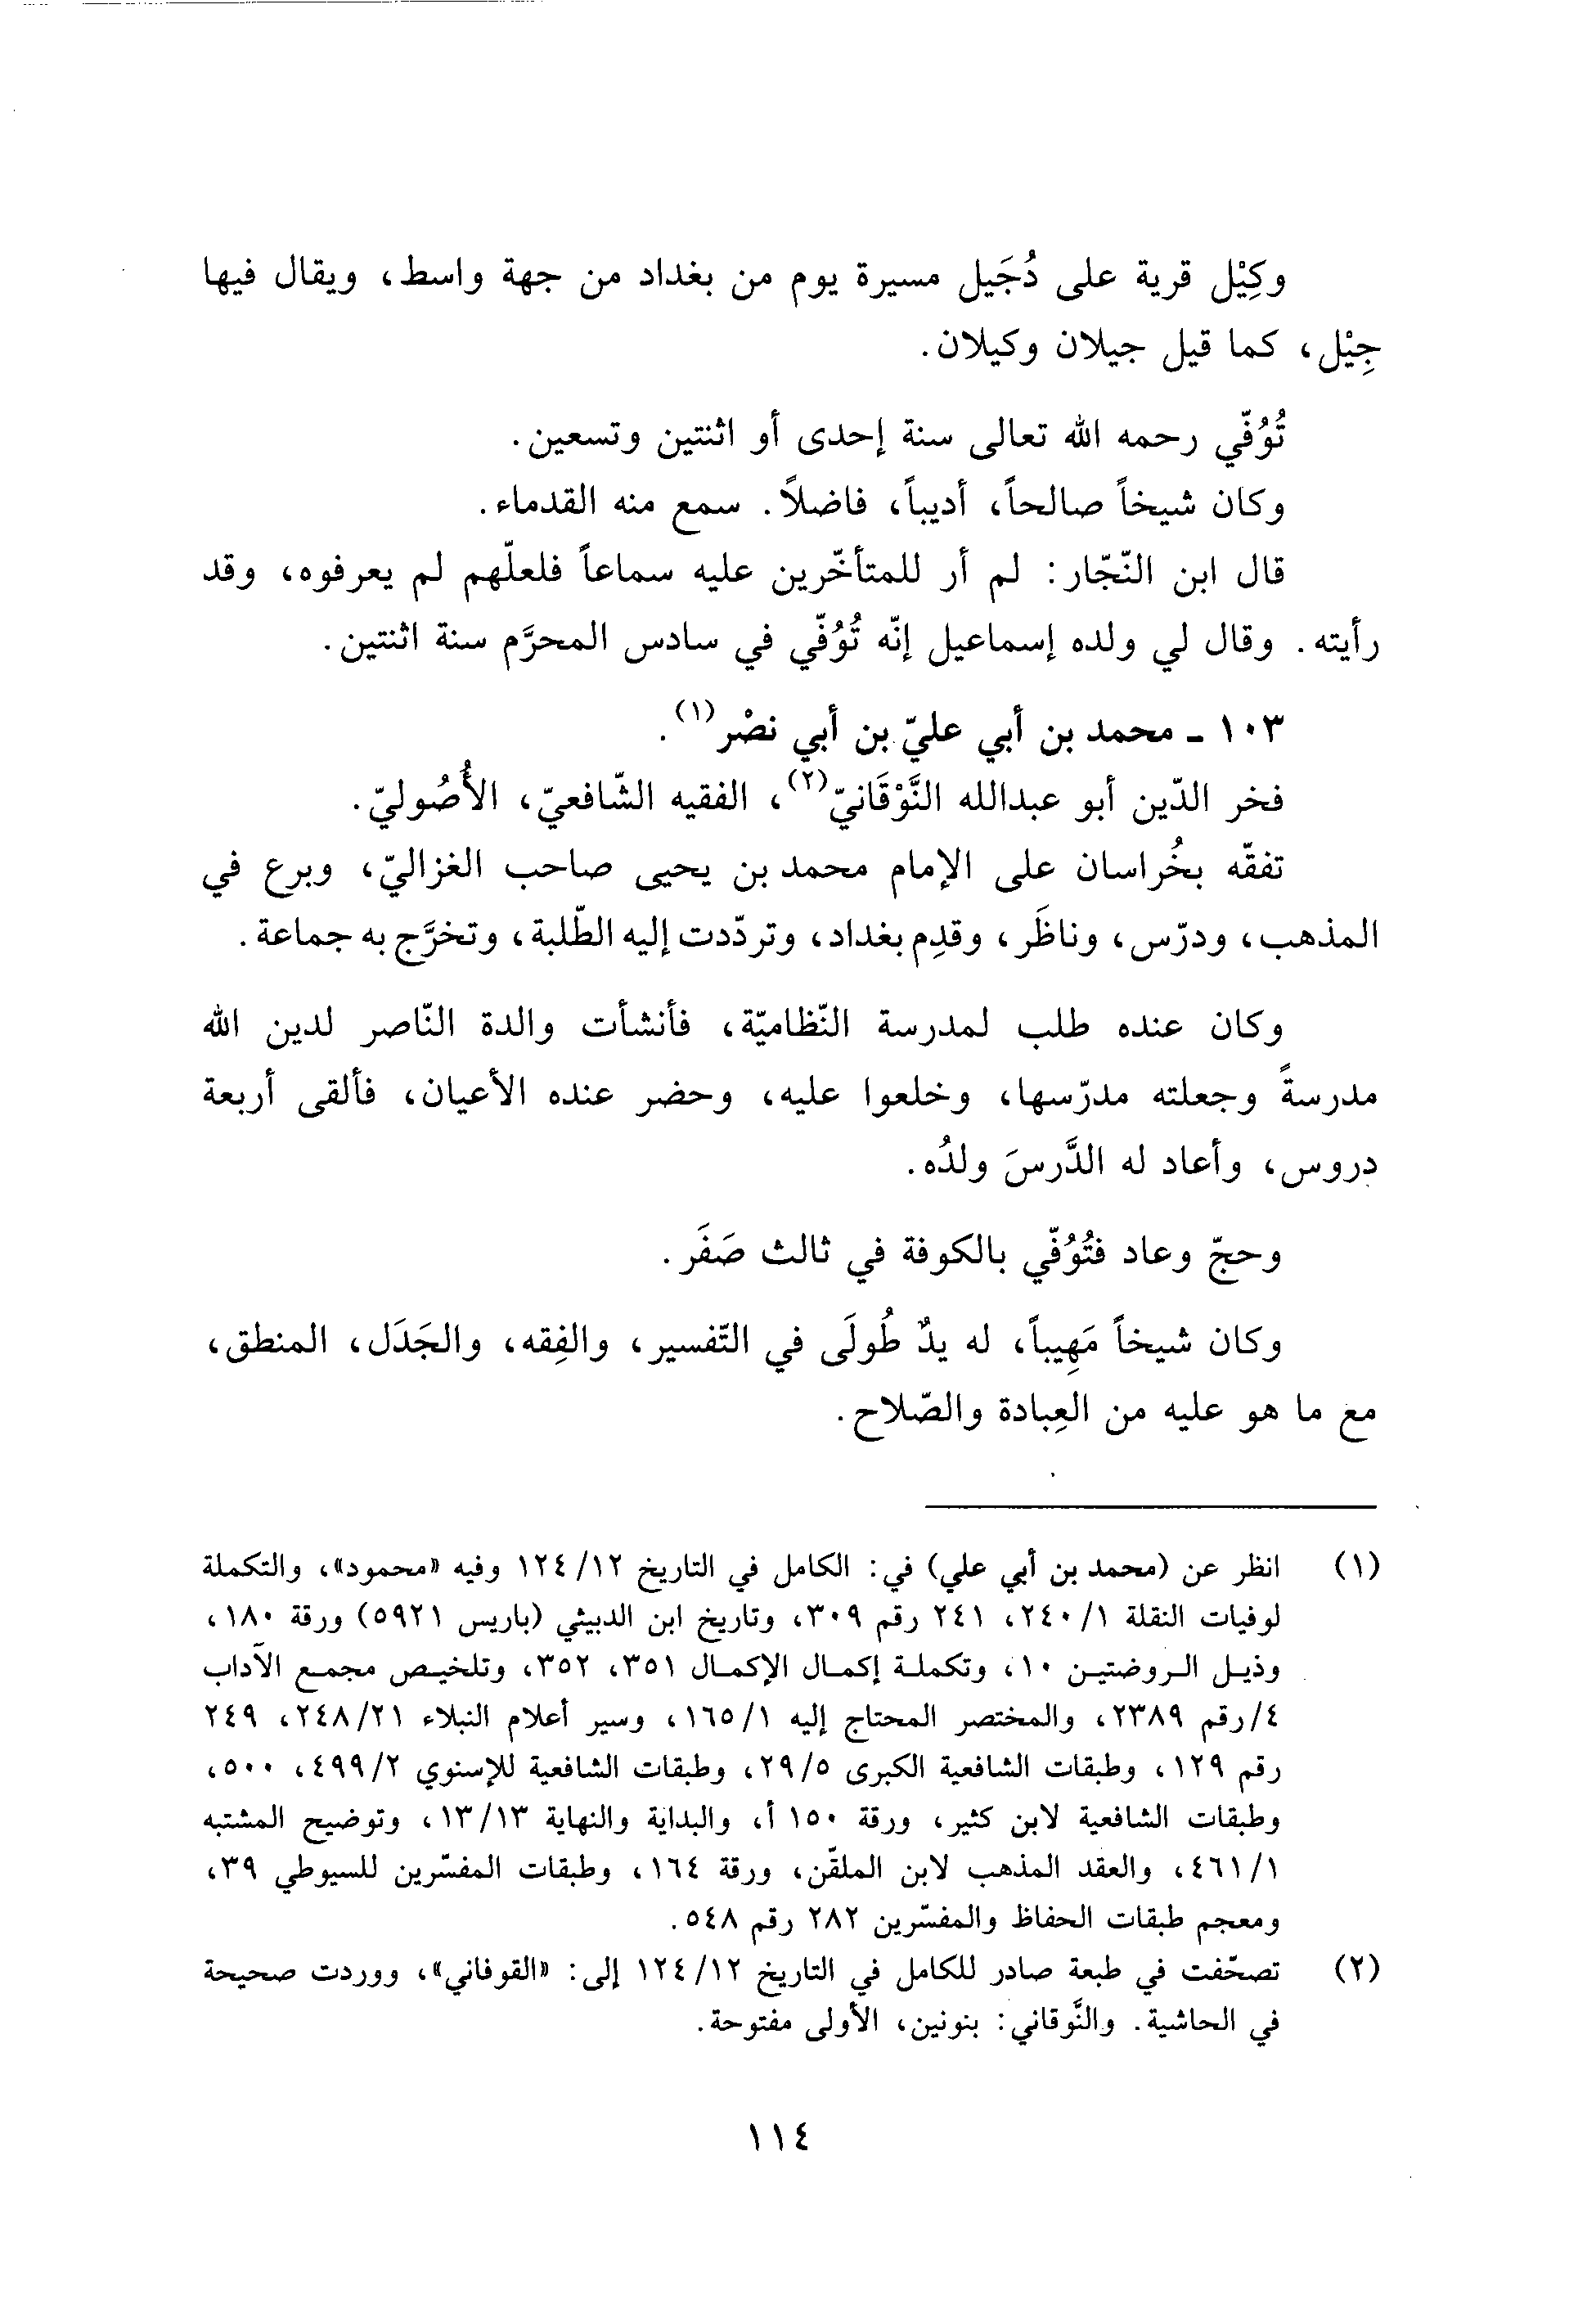 وكِيْل قرية على دُجَيل مسيرة يوم من بغداد من جهة واسط، ويقال فيها
جِيْل، كما قيل جيلان وكيلان.
تُوُفّي رحمه الله تعالى سنة إحدى أو اثنتين وتسعين.
وكان شيخاً صالحاً، أديباً، فاضلاً. سمع منه القدماء.
قال ابن النّجّار: لم أر للمتأخّرين عليه سماعاً فلعلّهم لم يعرفوه، وقد
رأيته. وقال لي ولده إسماعيل إنّه تُوُفّي في سادس المحرَّم سنة اثنتين.
١٠٣ ـ محمد بن أبي عليّ بن أبي نصْر(١).
فخر الدّين أبو عبدالله النَّوْقَانيّ(٢)، الفقيه الشّافعيّ، الأُصُوليّ.
تفقّه بخُراسان على الإمام محمد بن يحيى صاحب الغزاليّ، وبرع في
المذهب، ودرّس، وناظَر، وقدِم بغداد، وتردّدت إليه الطّلبة، وتخرَّج به جماعة.
وكان عنده طلب لمدرسة النّظاميّة، فأنشأت والدة النّاصر لدين الله
مدرسةً وجعلته مدرّسها، وخلعوا عليه، وحضر عنده الأعيان، فألقى أربعة
دروس، وأعاد له الدَّرسَ ولدُه.
وحجّ وعاد فتُوُفّي بالكوفة في ثالث صَفَر.
وكان شيخاً مَهِيباً، له يدٌ طُولَى في التّفسير، والفِقه، والجَدَل، المنطق،
مع ما هو عليه من العِبادة والصّلاح.
(١) انظر عن (محمد بن أبي علي) في: الكامل في التاريخ ١٢٤/١٢ وفيه «محمود»، والتكملة
لوفيات النقلة ٢٤٠/١، ٢٤١ رقم ٣٠٩، وتاريخ ابن الدبيثي (باريس ٥٩٢١) ورقة ١٨٠،
وذيل الروضتين ١٠، وتكملة إكمال الإكمال ٣٥١، ٣٥٢، وتلخيص مجمع الآداب
٤/رقم ٢٣٨٩، والمختصر المحتاج إليه ١٦٥/١، وسير أعلام النبلاء ٢٤٨/٢١، ٢٤٩
رقم ١٢٩، وطبقات الشافعية الكبرى ٢٩/٥، وطبقات الشافعية للإسنوي ٤٩٩/٢، ٥٠٠،
وطبقات الشافعية لابن كثير، ورقة ١٥٠ أ، والبداية والنهاية ١٣/١٣، وتوضيح المشتبه
٤٦١/١، والعقد المذهب لابن الملقّن، ورقة ١٦٤، وطبقات المفسّرين للسيوطي ٣٩،
ومعجم طبقات الحفاظ والمفسّرين ٢٨٢ رقم ٥٤٨.
(٢) تصحّفت في طبعة صادر للكامل في التاريخ ١٢٤/١٢ إلى: «القوفاني»، ووردت صحيحة
في الحاشية. والنَّوقاني: بنونين، الأولى مفتوحة.
١١٤